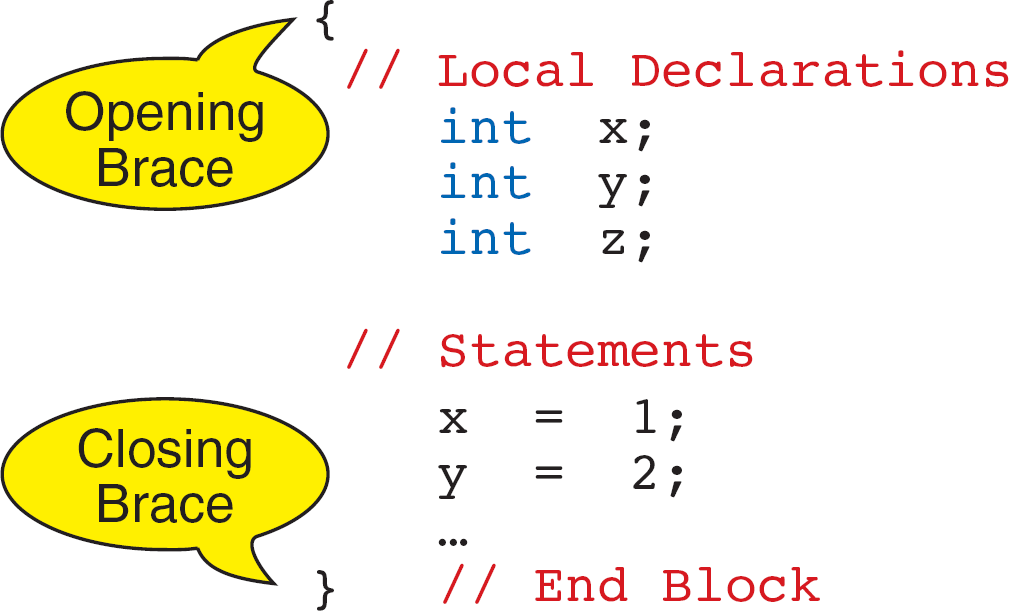 {
// Local Declarations
Opening
Brace
int x;
int y;
int z;
// Statements
Closing
Brace
x = 1;
y = 2;
…
} // End Block